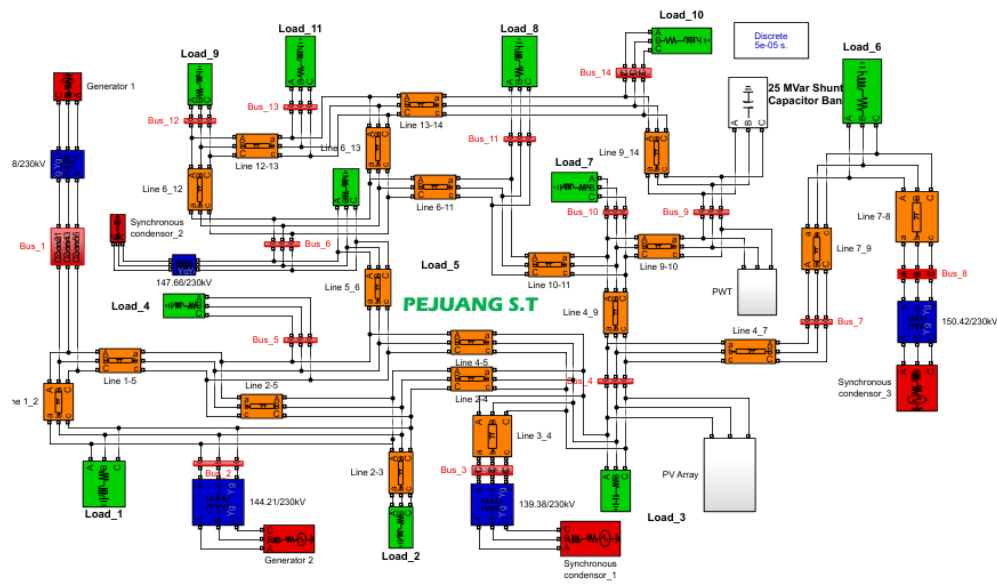 Load_10
Load_11
Load_8
Discrete
5e-05 s.
Load_6
Load_9
Generator 1
Bus_14
25 MVar Shunt
Capacitor Ban
Bus_13
Line 13-14
Bus_12
Bus_11
Line 6_13
Line 9_14
Line 12-13
8/230kV
Load_7
Line 6_12
Line 6-11
Line 7-8
Bus_10
Bus_9
Synchronous
condensor_2
Bus_1
Bus_6
Line 7_9
Line 9-10
Load_5
Line 10-11
Bus_8
147.66/230kV
Line 5_6
PWT
Load_4
PEJUANG S.T
Line 4_9
150.42/230kV
Bus_7
Line 4_7
Bus_5
Line 4-5
Line 1-5
Line 2-5
Bus_4
Synchronous
condensor_3
Line 2-4
ne 1_2
Line 3_4
Line 2-3
Bus_2
Bus_3
PV Array
144.21/230kV
139.38/230kV
Load_1
Load_3
Load_2
Generator 2
Synchronous
condensor_1